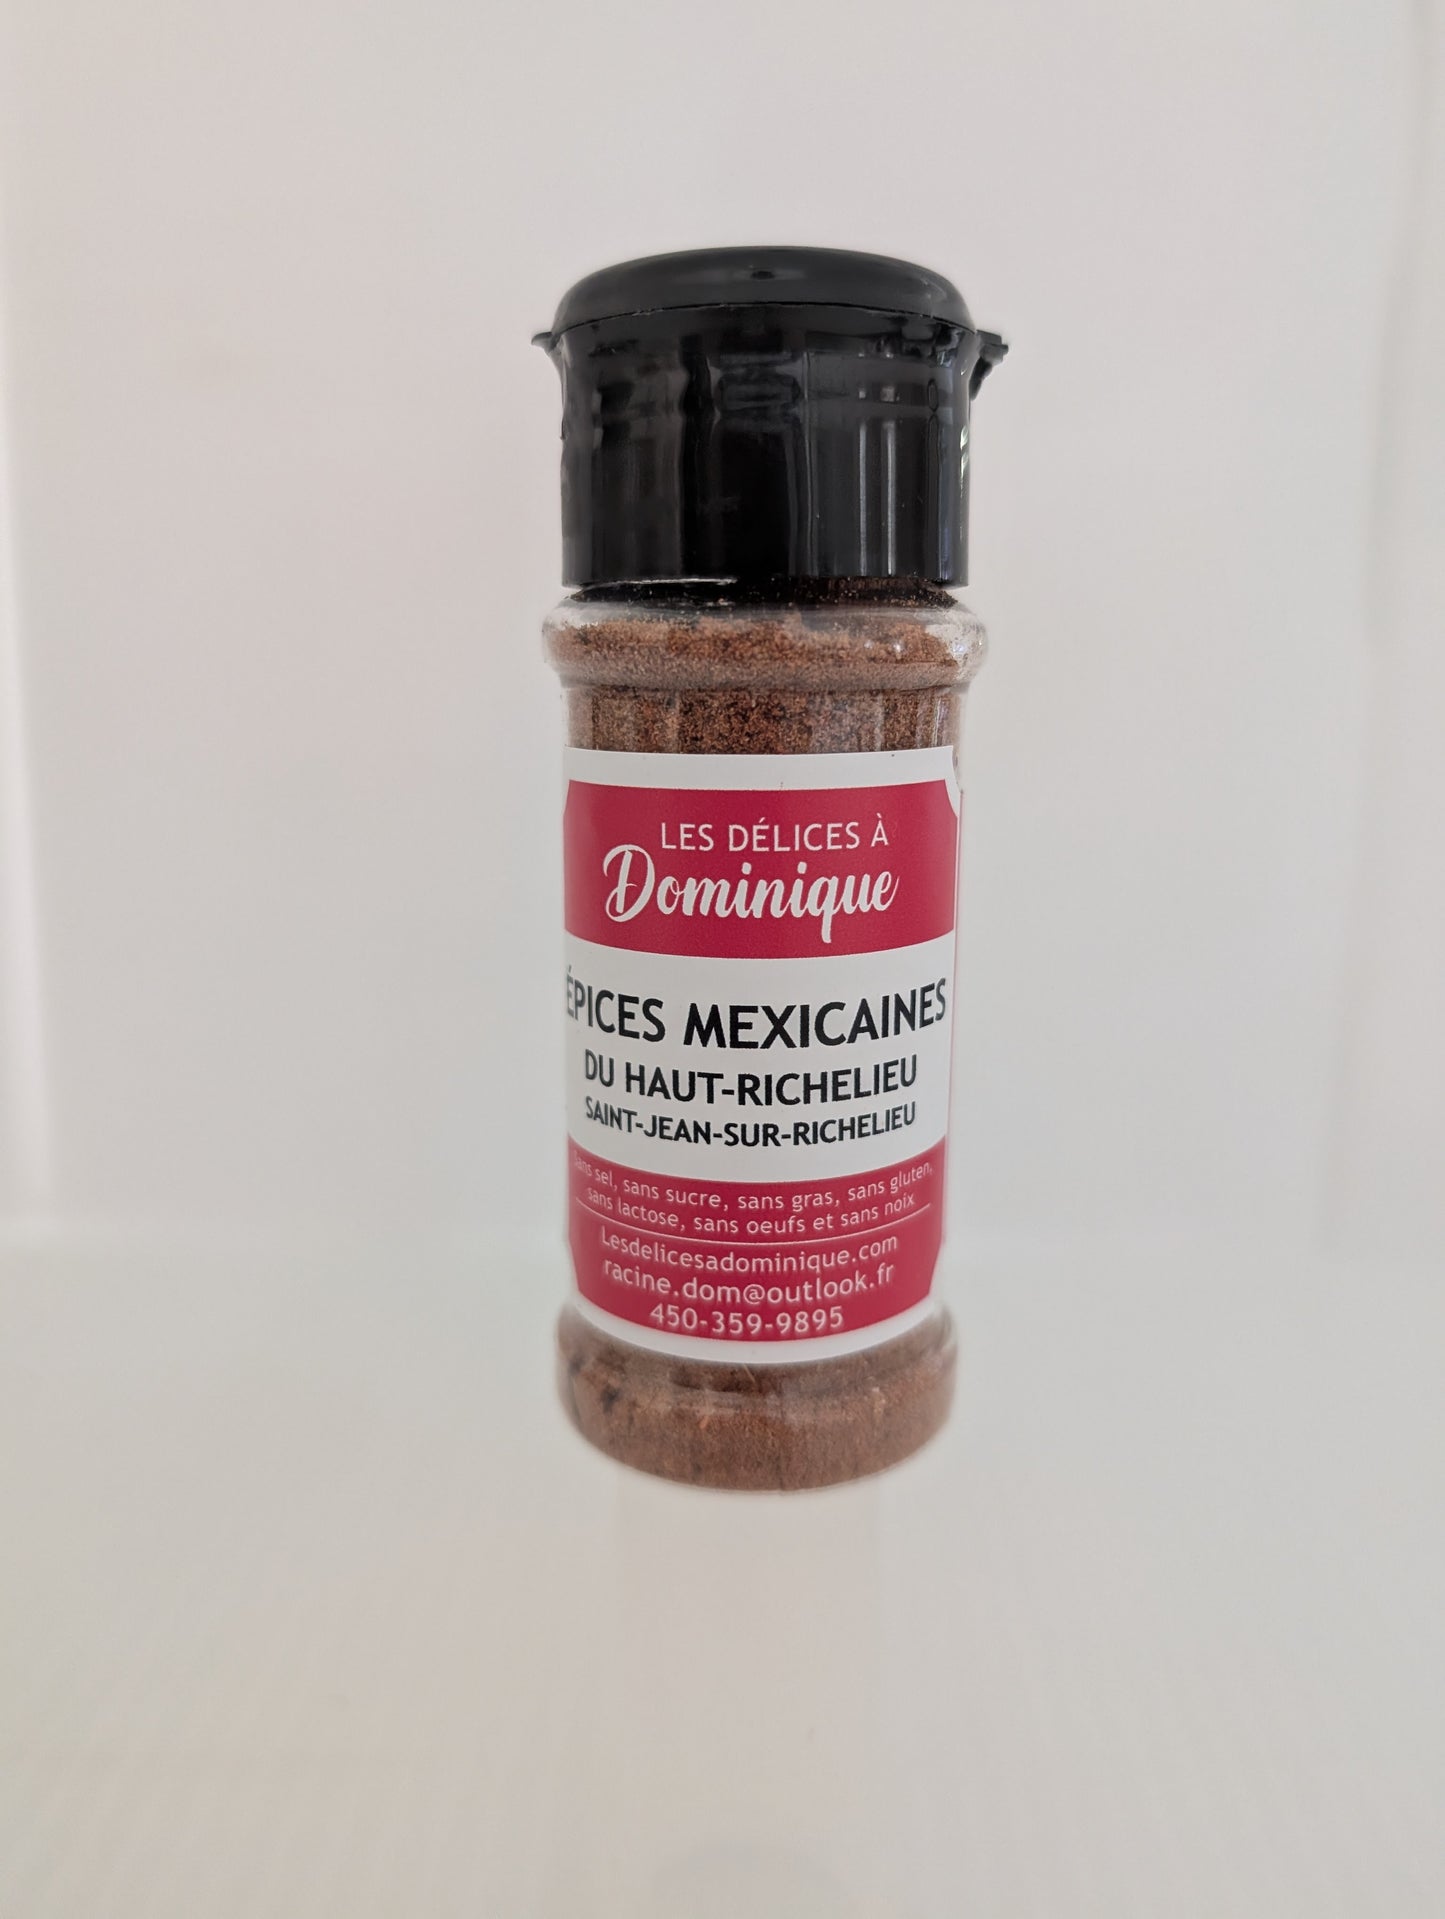 LES DÉLICES À
Dominique
ÉPICES MEXICAINES
DU HAUT-RICHELIEU
SAINT-JEAN-SUR-RICHELIEU
sans sel, sans sucre, sans gras, sans gluten,
sans lactose, sans oeufs et sans noix
Lesdelicesadominique.com
racine.dom@outlook.fr
450-359-9895